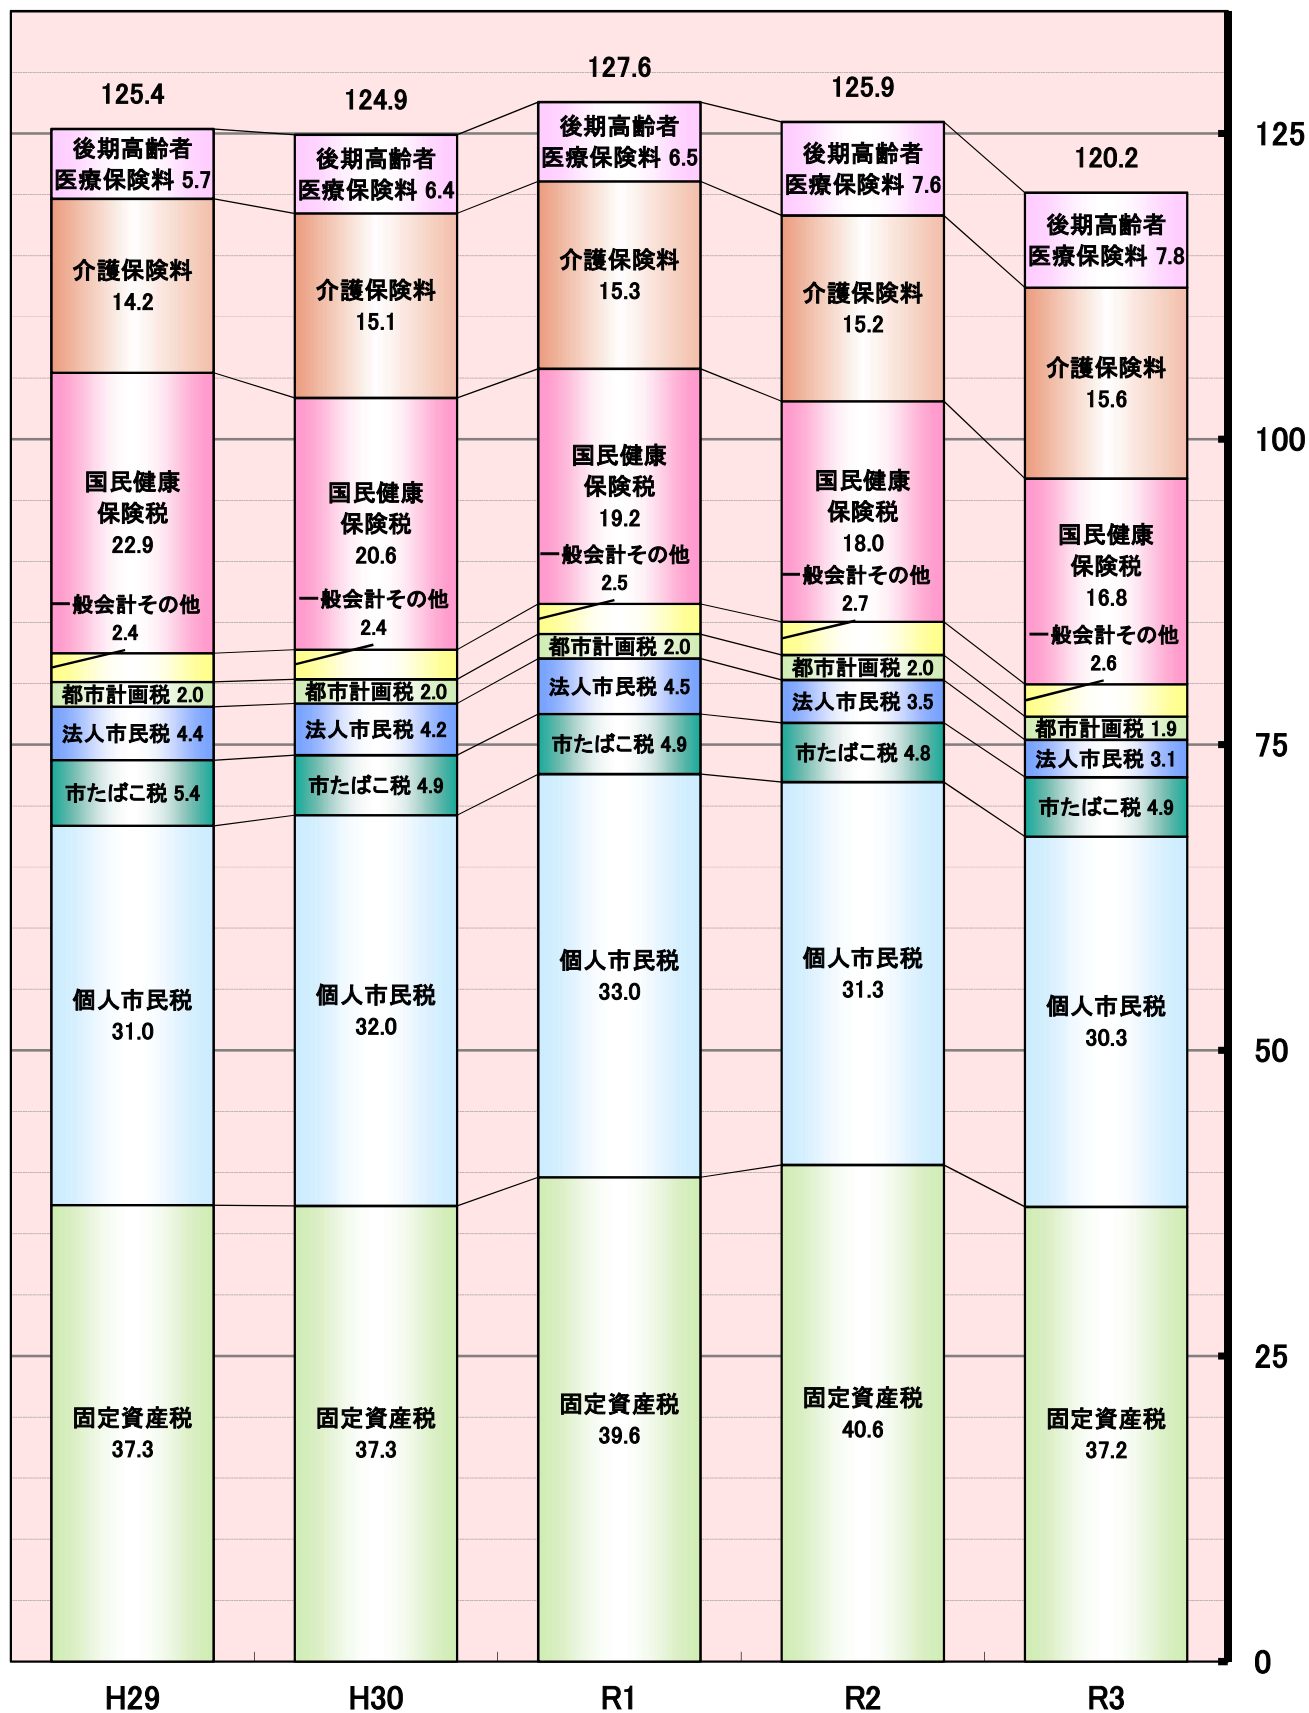 125.4
後期高齢者
医療保険料 5.7
介護保険料
14.2
国民健康
保険税
22.9
一般会計その他
2.4
都市計画税 2.0
法人市民税 4.4
市たばこ税 5.4
個人市民税
31.0
固定資産税
37.3
H29
124.9
後期高齢者
医療保険料 6.4
介護保険料
15.1
国民健康
保険税
20.6
一般会計その他
2.4
都市計画税 2.0
法人市民税 4.2
市たばこ税 4.9
個人市民税
32.0
固定資産税
37.3
H30
127.6
後期高齢者
医療保険料 6.5
介護保険料
15.3
国民健康
保険税
19.2
一般会計その他
2.5
都市計画税 2.0
法人市民税 4.5
市たばこ税 4.9
個人市民税
33.0
固定資産税
39.6
R1
125.9
後期高齢者
医療保険料 7.6
介護保険料
15.2
国民健康
保険税
18.0
一般会計その他
2.7
都市計画税 2.0
法人市民税 3.5
市たばこ税 4.8
個人市民税
31.3
固定資産税
40.6
R2
120.2
後期高齢者
医療保険料 7.8
介護保険料
15.6
国民健康
保険税
16.8
一般会計その他
2.6
都市計画税 1.9
法人市民税 3.1
市たばこ税 4.9
個人市民税
30.3
固定資産税
37.2
R3
125
100
75
50
25
0